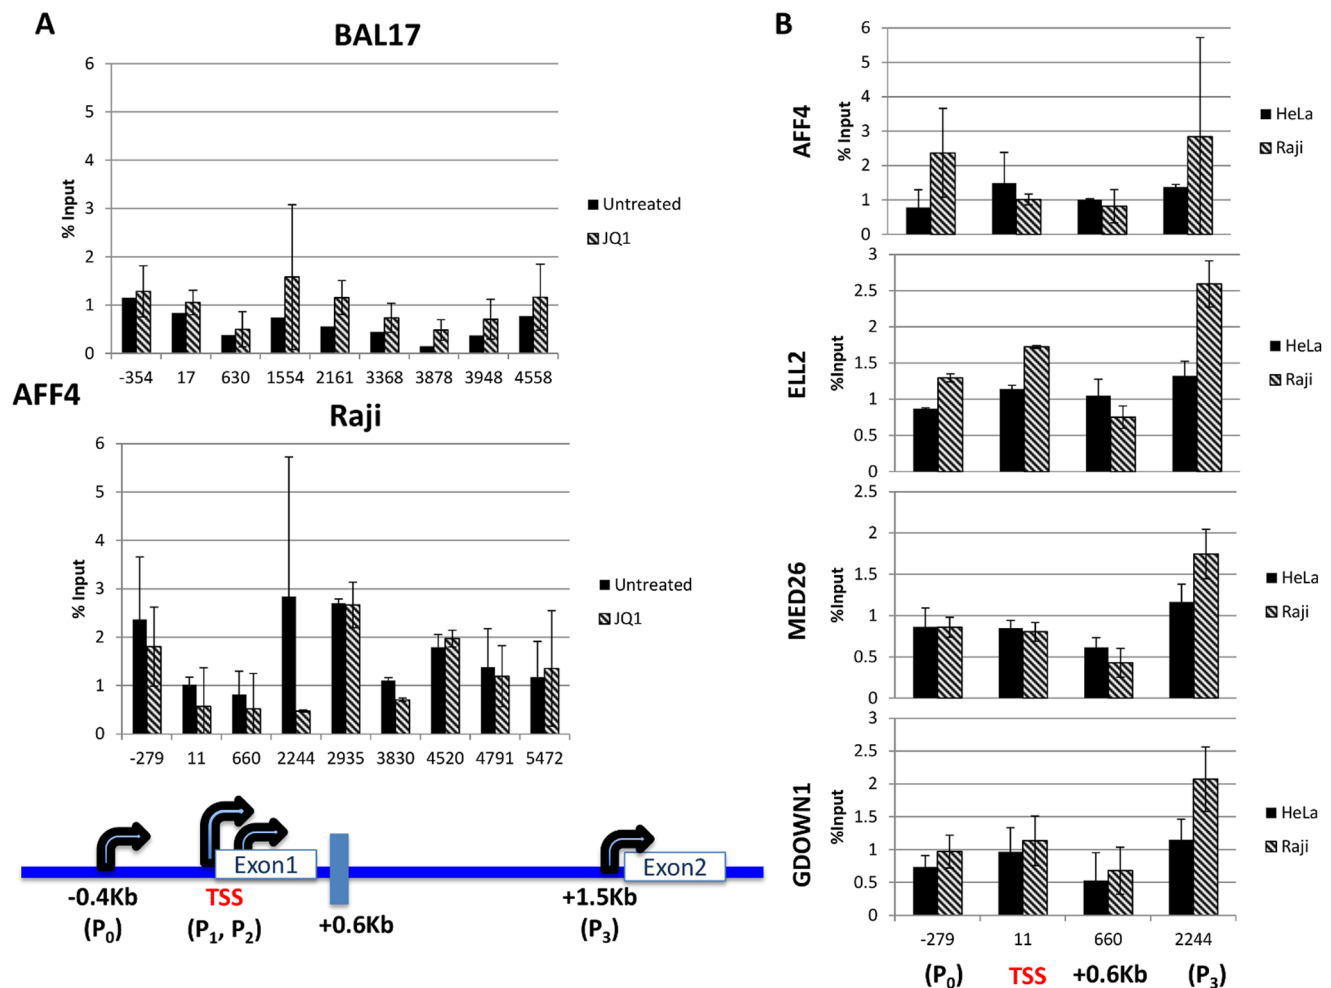 A
BAL17
6
5
4
3
2
1
0
% Input
-354 17 630 1554 2161 3368 3878 3948 4558
Untreated
JQ1
AFF4
Raji
6
5
4
3
2
1
0
% Input
-279 11 660 2244 2935 3830 4520 4791 5472
Untreated
JQ1
Exon1
Exon2
-0.4Kb
(P0)
TSS
(P1, P2)
+0.6Kb
+1.5Kb
(P3)
B
AFF4
% Input
6
5
4
3
2
1
0
HeLa
Raji
ELL2
%Input
3
2.5
2
1.5
1
0.5
0
HeLa
Raji
MED26
%Input
2.5
2
1.5
1
0.5
0
HeLa
Raji
GDOWN1
%Input
3
2.5
2
1.5
1
0.5
0
HeLa
Raji
-279 11 660 2244
(P0) TSS +0.6Kb (P3)